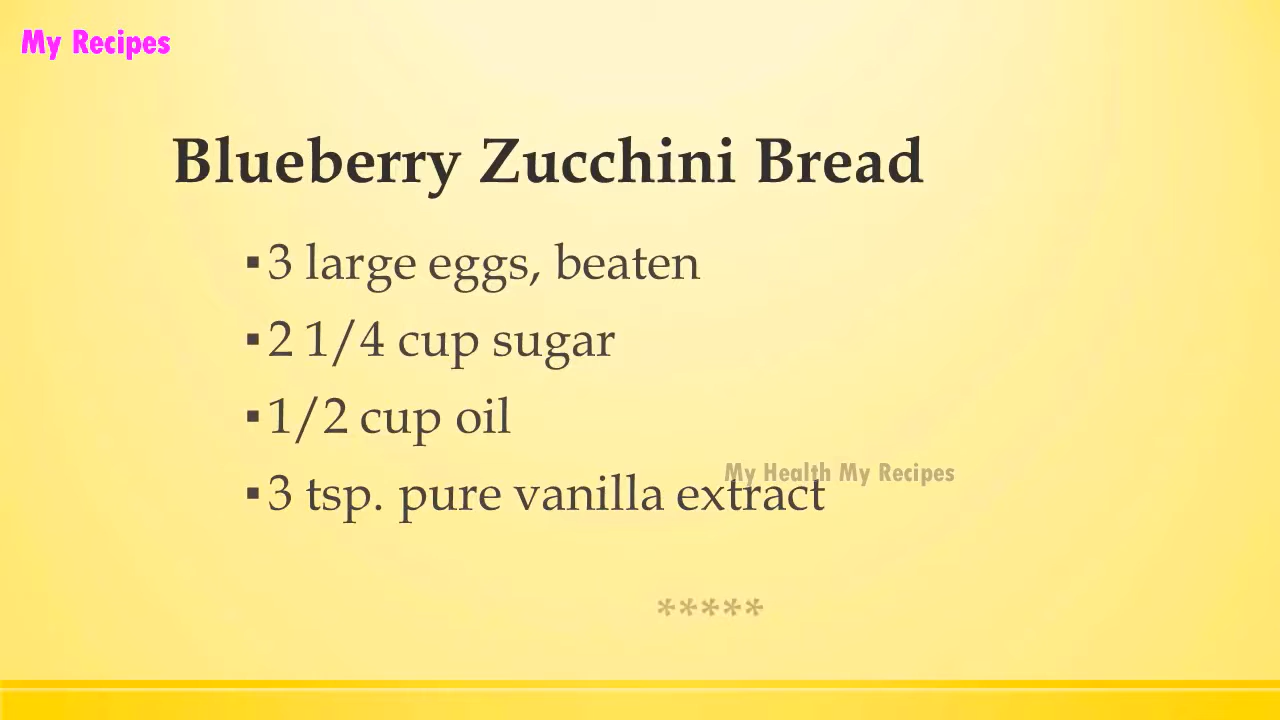 My Recipes
Blueberry Zucchini Bread
▪3 large eggs, beaten
▪2 1/4 cup sugar
▪1/2 cup oil
My Health My Recipes
▪3 tsp. pure vanilla extract
*****